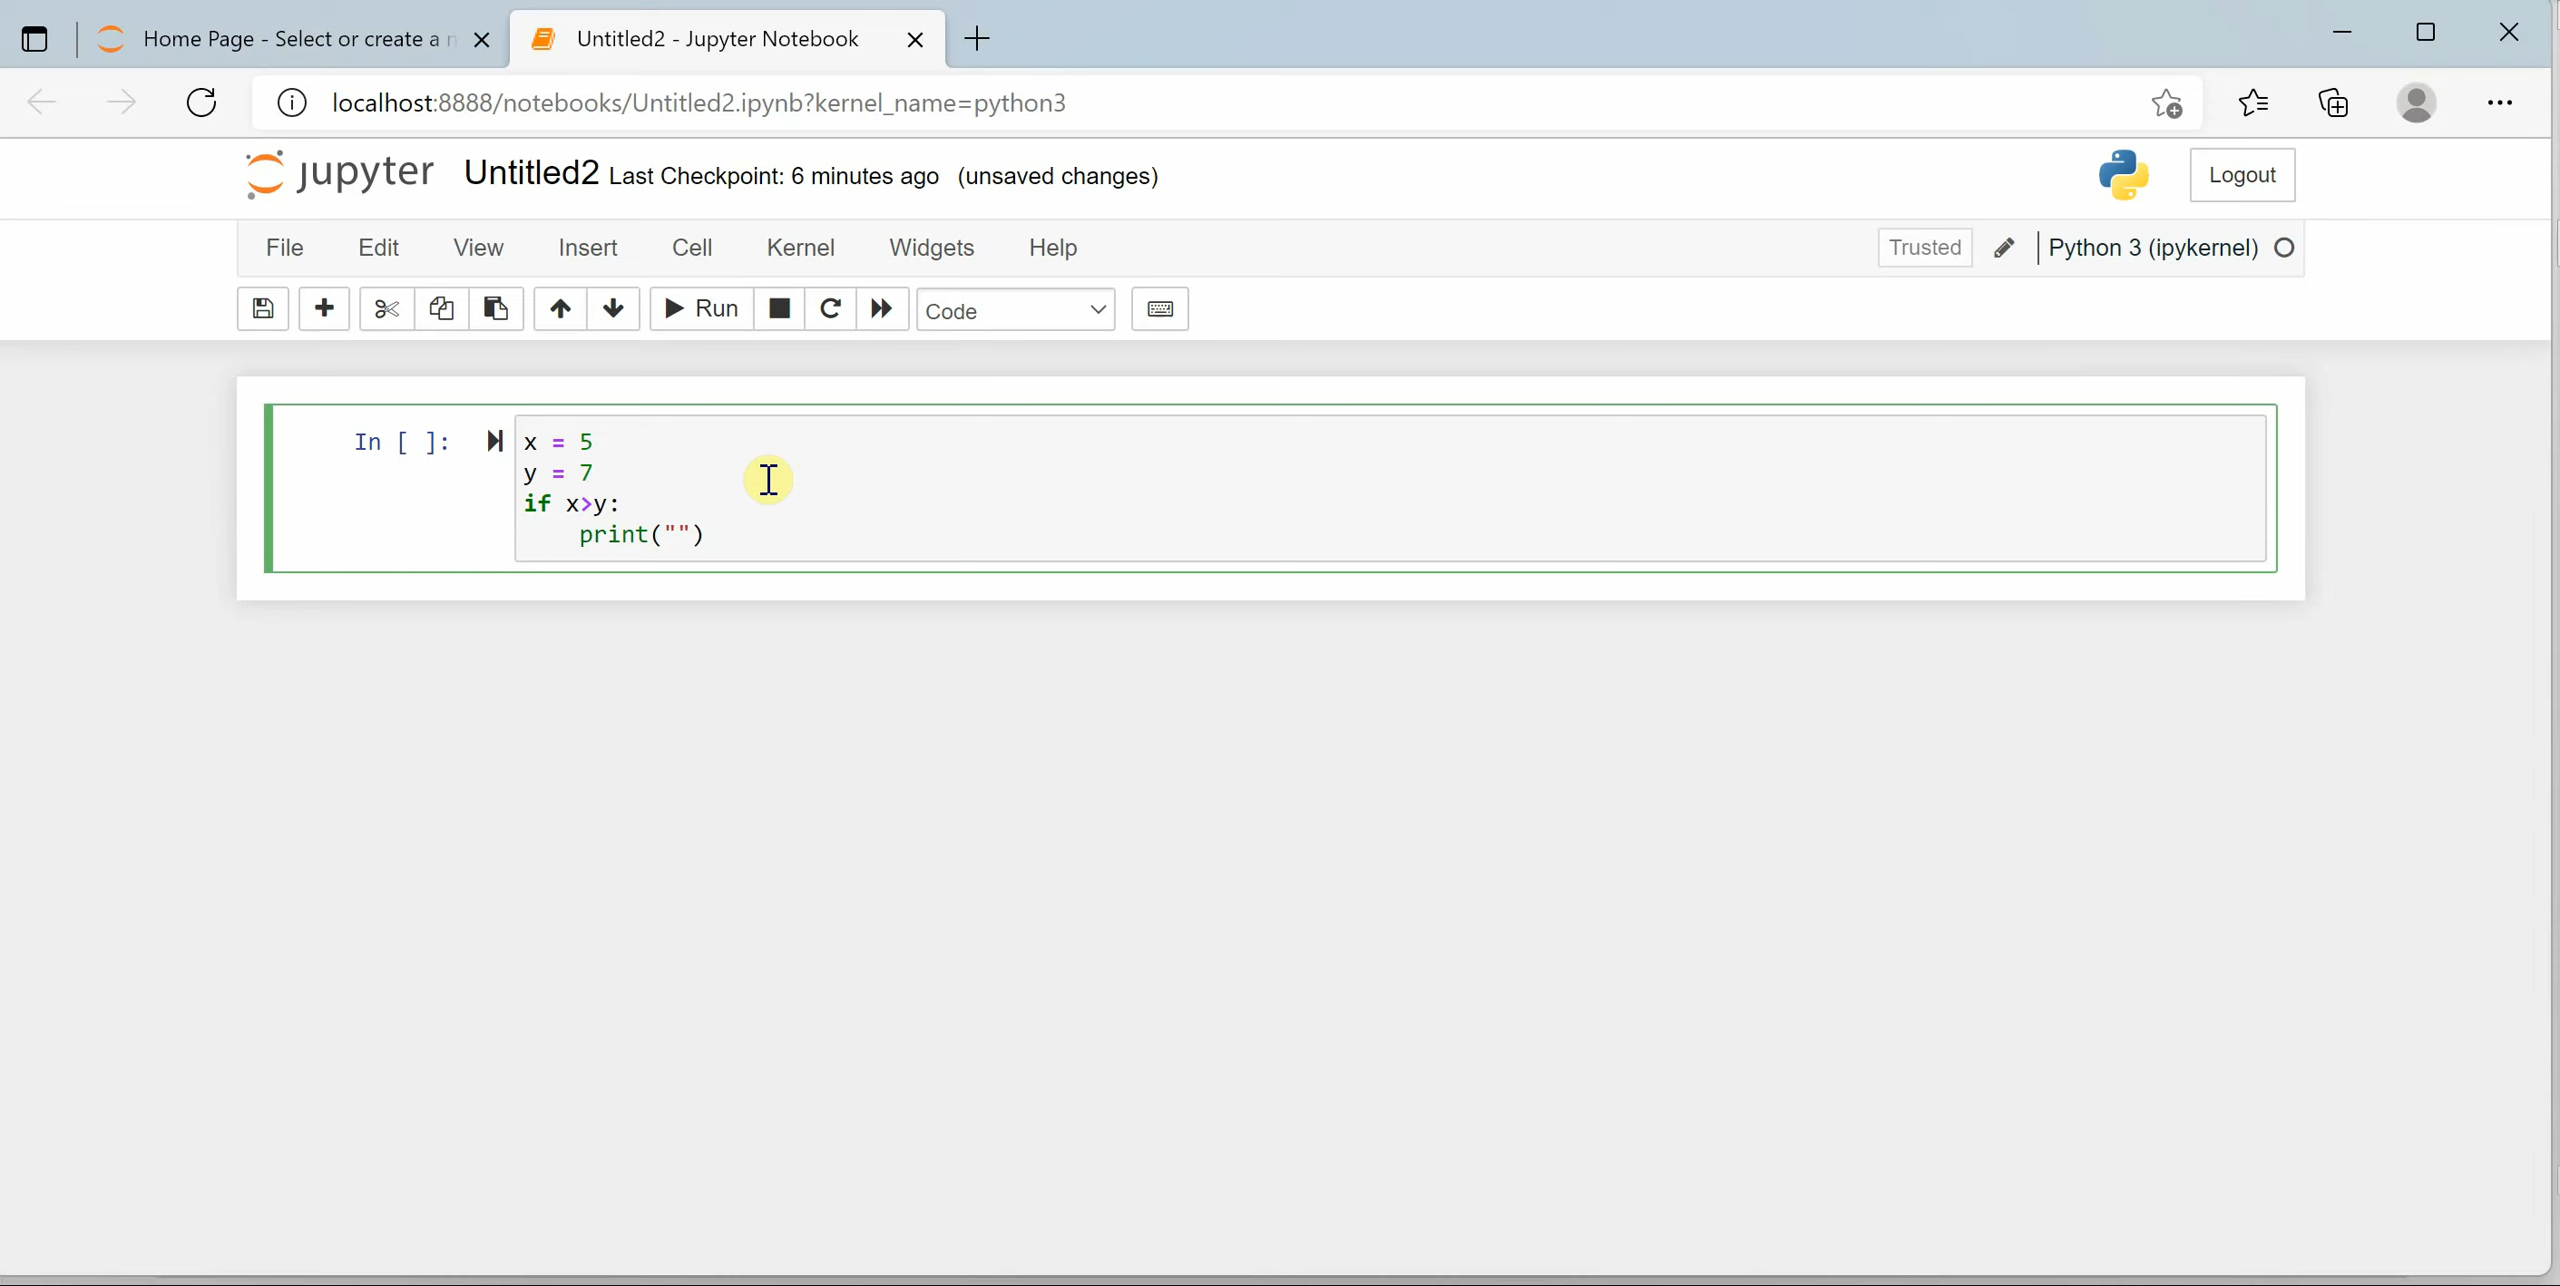 Home Page - Select or create a n
Untitled2 - Jupyter Notebook
localhost:8888/notebooks/Untitled2.ipynb?kernel_name=python3
jupyter Untitled2 Last Checkpoint: 6 minutes ago (unsaved changes)
Logout
File Edit View Insert Cell Kernel Widgets Help
Trusted Python 3 (ipykernel)
Run Code
In [ ]: x = 5
y = 7
if x>y:
    print("")